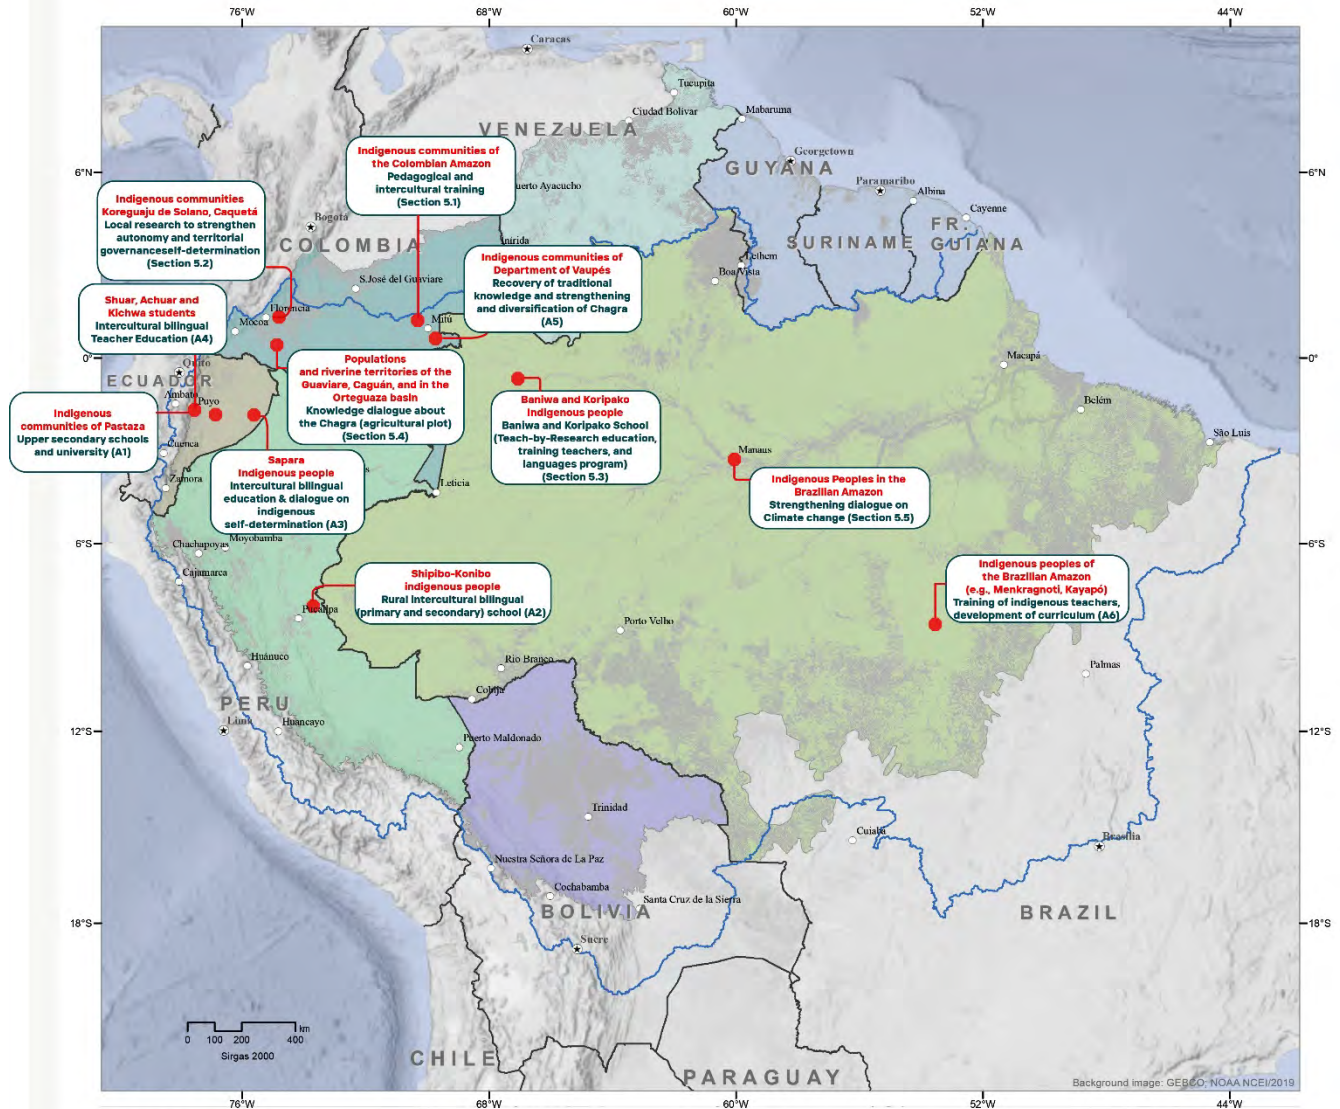 76°W
68°W
60°W
52°W
44°W
Caracas
Tucupita
Ciudad Bolivar
Mabaruma
VENEZUELA
Georgetown
GUYANA
6°N
6°N
Indigenous communities of
the Colombian Amazon
Pedagogical and
intercultural training
(Section 5.1)
uerto Ayacucho
Paramaribo
Albina
Cayenne
FR.
GUIANA
SURINAME
Indigenous communities
Koreguaju de Solano, Caquetá
Local research to strengthen
autonomy and territorial
governanceself-determination
(Section 5.2)
Bogotá
COLOMBIA
nírida
Lethem
Boa Vista
S.José del Guaviare
Indigenous communities of
Department of Vaupés
Recovery of traditional
knowledge and strengthening
and diversification of Chagra
(A5)
Shuar, Achuar and
Kichwa students
Intercultural bilingual
Teacher Education (A4)
Florencia
Mocoa
Mitú
0°
0°
Macapá
Quito
ECUADOR
Ambato
Puyo
Populations
and riverine territories of the
Guaviare, Caguán, and in the
Orteguaza basin
Knowledge dialogue about
the Chagra (agricultural plot)
(Section 5.4)
Baniwa and Koripako
Indigenous people
Baniwa and Koripako School
(Teach-by-Research education,
training teachers, and
languages program)
(Section 5.3)
Belém
São Luís
Indigenous
communities of Pastaza
Upper secondary schools
and university (A1)
Cuenca
Zamora
Sapara
Indigenous people
Intercultural bilingual
education & dialogue on
indigenous
self-determination (A3)
s
Leticia
Manaus
Indigenous Peoples in the
Brazilian Amazon
Strengthening dialogue on
Climate change (Section 5.5)
6°S
6°S
Chachapoyas
Moyobamba
Cajamarca
Shipibo-Konibo
indigenous people
Rural intercultural bilingual
(primary and secondary) school (A2)
Indigenous peoples of
the Brazilian Amazon
(e.g., Menkragnoti, Kayapó)
Training of indigenous teachers,
development of curriculum (A6)
Pucallpa
Porto Velho
Huánuco
Rio Branco
Palmas
Cobija
PERU
Lima
Huancayo
12°S
12°S
Puerto Maldonado
Trinidad
Cuiabá
Brasília
Nuestra Señora de La Paz
Cochabamba
Santa Cruz de la Sierra
BOLIVIA
BRAZIL
18°S
18°S
Sucre
km
0 100 200 400
Sirgas 2000
CHILE
PARAGUAY
Background image: GEBCO, NOAA NCEI/2019
76°W
68°W
60°W
52°W
44°W